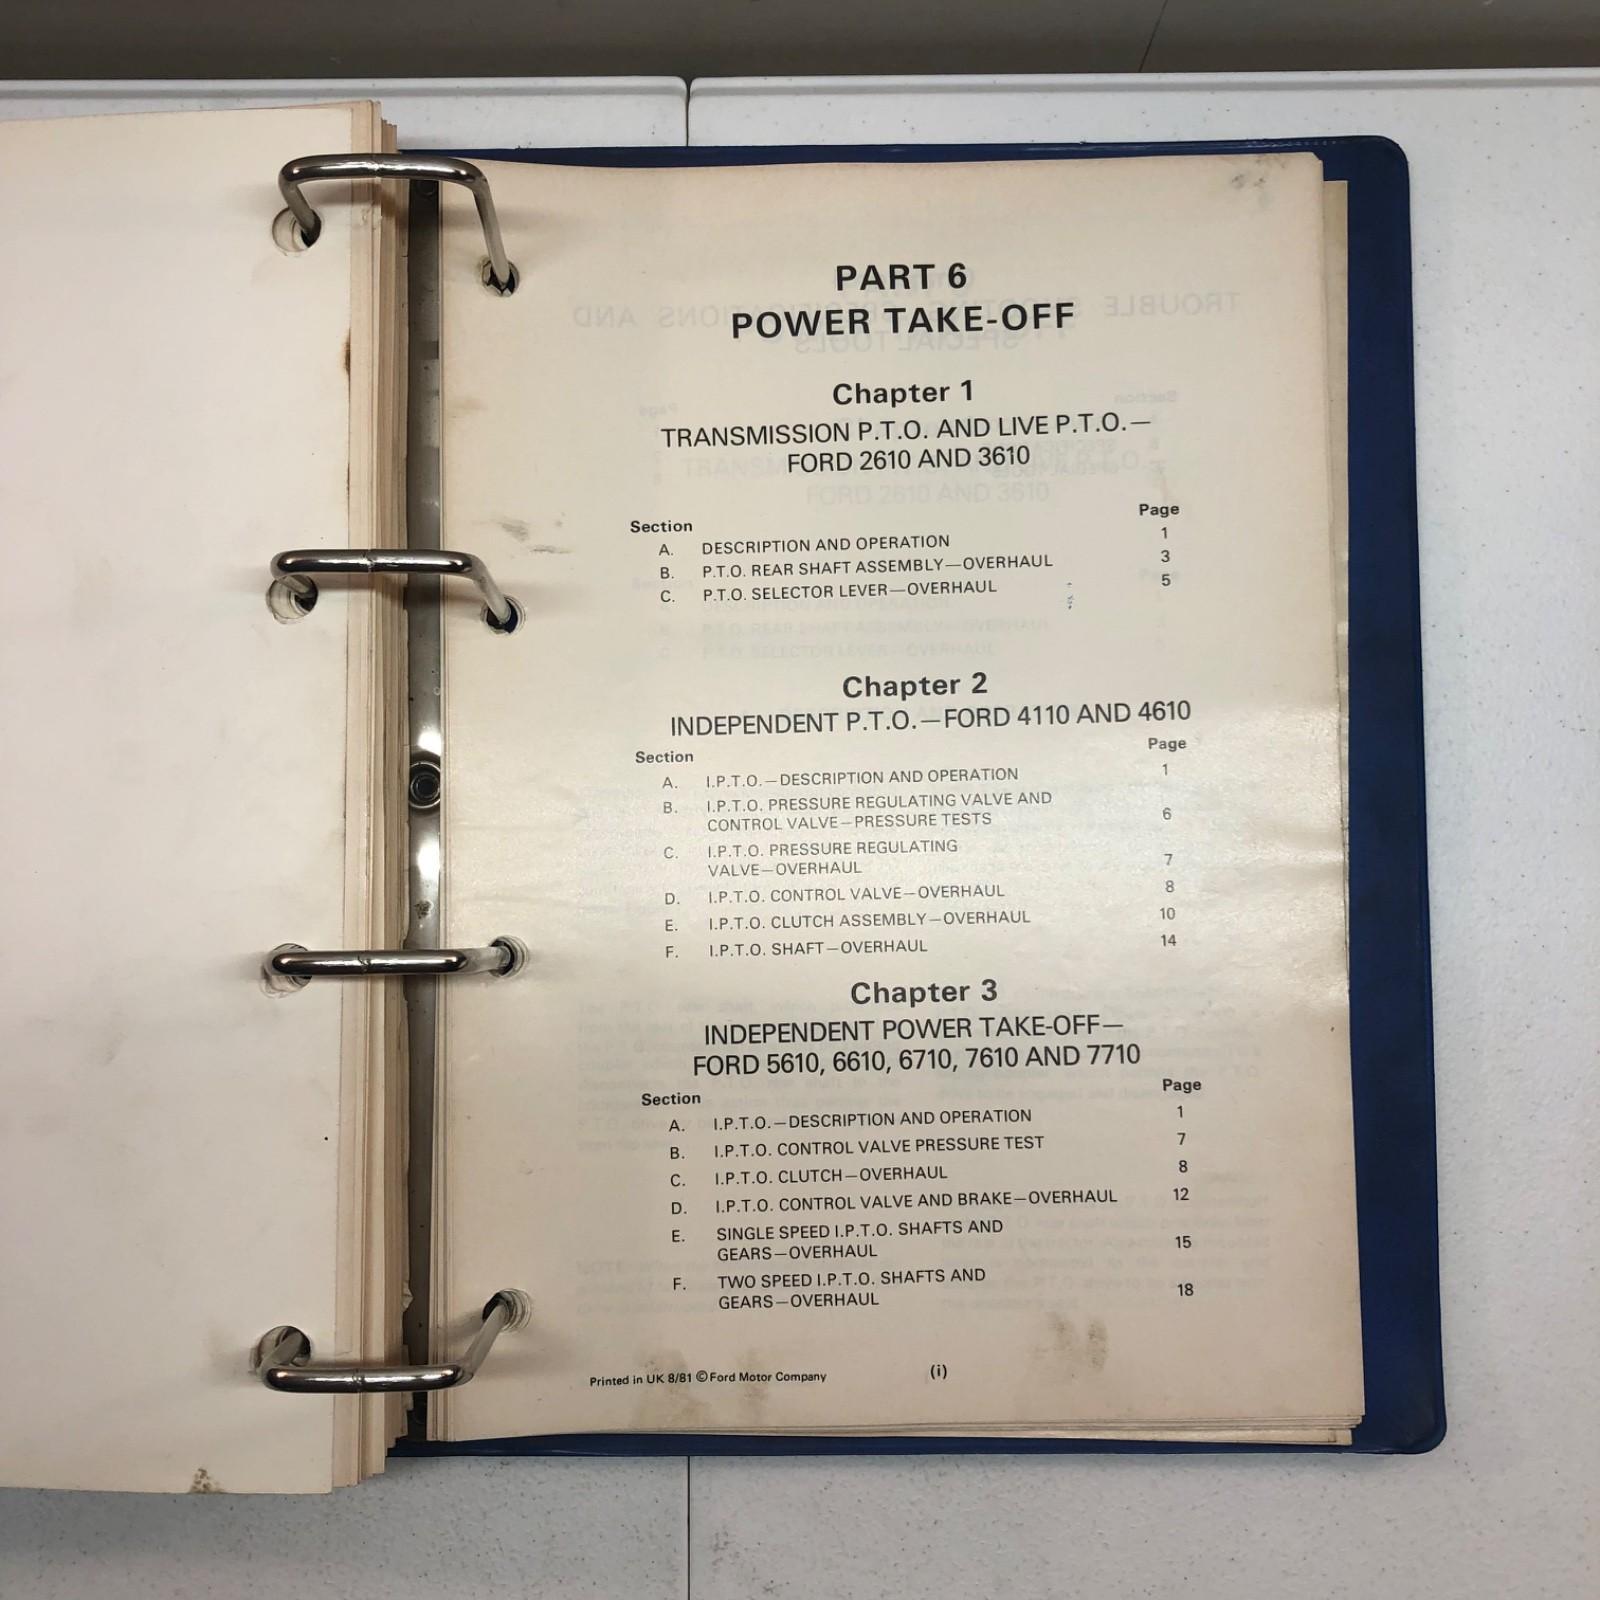 PART 6
POWER TAKE-OFF
Chapter 1
TRANSMISSION P.T.O. AND LIVE P.T.O.—
FORD 2610 AND 3610
Section Page
A. DESCRIPTION AND OPERATION 1
B. P.T.O. REAR SHAFT ASSEMBLY—OVERHAUL 3
C. P.T.O. SELECTOR LEVER—OVERHAUL 5
Chapter 2
INDEPENDENT P.T.O.—FORD 4110 AND 4610
Section Page
A. I.P.T.O.—DESCRIPTION AND OPERATION 1
B. I.P.T.O. PRESSURE REGULATING VALVE AND
CONTROL VALVE—PRESSURE TESTS 6
C. I.P.T.O. PRESSURE REGULATING
VALVE—OVERHAUL 7
D. I.P.T.O. CONTROL VALVE—OVERHAUL 8
E. I.P.T.O. CLUTCH ASSEMBLY—OVERHAUL 10
F. I.P.T.O. SHAFT—OVERHAUL 14
Chapter 3
INDEPENDENT POWER TAKE-OFF—
FORD 5610, 6610, 6710, 7610 AND 7710
Section Page
A. I.P.T.O.—DESCRIPTION AND OPERATION 1
B. I.P.T.O. CONTROL VALVE PRESSURE TEST 7
C. I.P.T.O. CLUTCH—OVERHAUL 8
D. I.P.T.O. CONTROL VALVE AND BRAKE—OVERHAUL 12
E. SINGLE SPEED I.P.T.O. SHAFTS AND
GEARS—OVERHAUL 15
F. TWO SPEED I.P.T.O. SHAFTS AND
GEARS—OVERHAUL 18
Printed in UK 8/81 © Ford Motor Company (i)